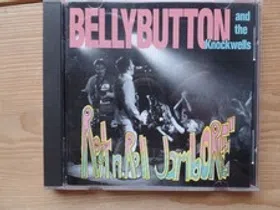 BELLYBUTTON
and
the
Knockwells
Rock n Roll JamboREE